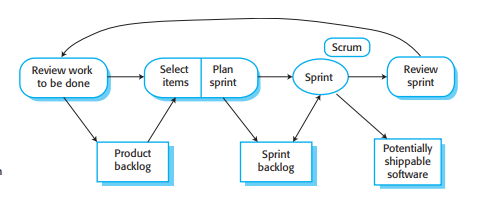 Scrum
Review work
to be done
Select
items
Plan
sprint
Sprint
Review
sprint
Product
backlog
Sprint
backlog
Potentially
shippable
software